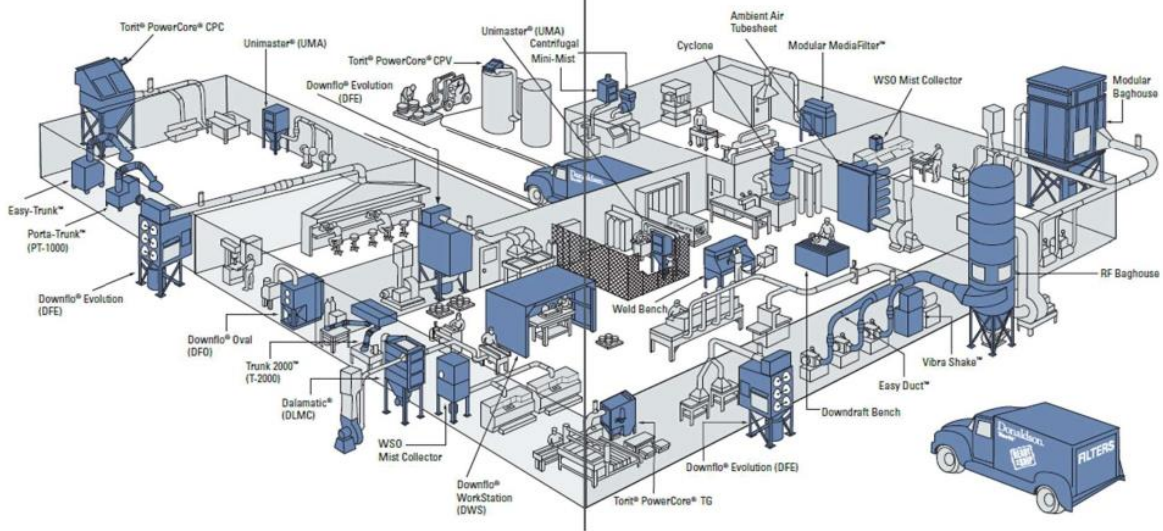 Torit® PowerCore® CPC
Unimaster® (UMA)
Torit® PowerCore® CPV
Downflo® Evolution
(DFE)
Unimaster® (UMA)
Centrifugal
Mini-Mist
Cyclone
Ambient Air
Tubesheet
Modular MediaFilter™
WSO Mist Collector
Modular
Baghouse
Easy-Trunk™
Porta-Trunk™
(PT-1000)
Downflo® Evolution
(DFE)
Downflo® Oval
(DFO)
Trunk 2000™
(T-2000)
Dalamatic®
(DLMC)
WSO
Mist Collector
Downflo®
WorkStation
(DWS)
Torit® PowerCore® TG
Downflo® Evolution (DFE)
Weld Bench
Downdraft Bench
Easy Duct™
Vibra Shake™
RF Baghouse
Donaldson
Donaldson
FILTERS